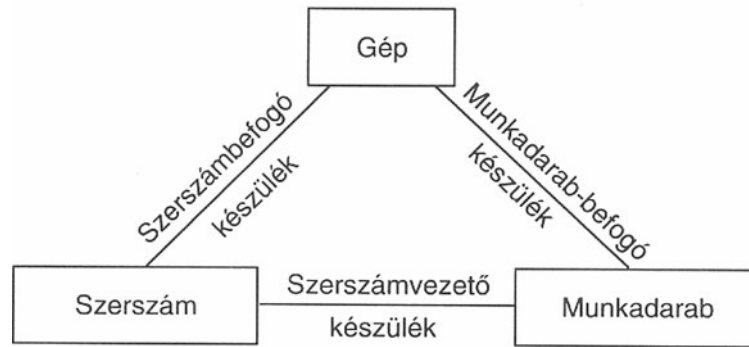 Gép
Szerszámbefogó
készülék
Munkadarab-befogó
készülék
Szerszám
Szerszámvezető
készülék
Munkadarab